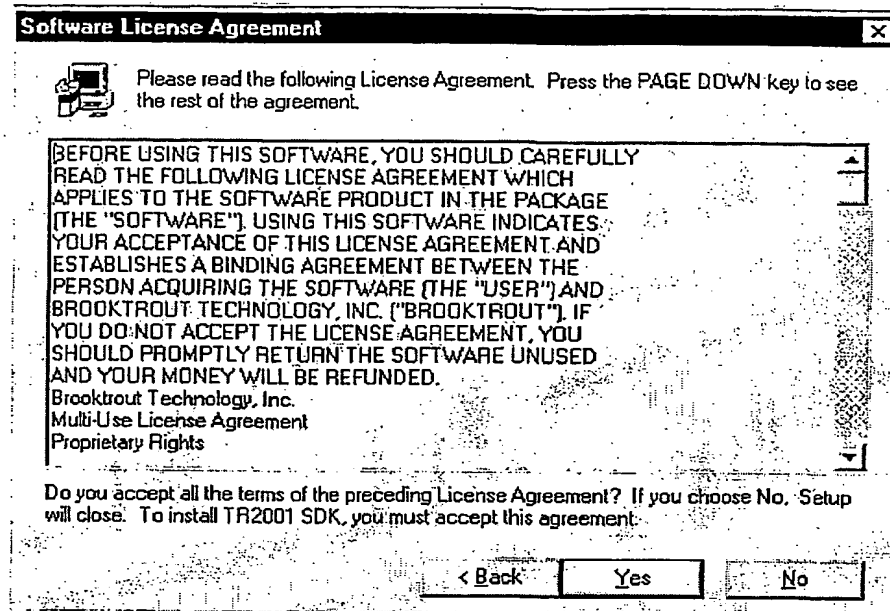 Software License Agreement
Please read the following License Agreement. Press the PAGE DOWN key to see
the rest of the agreement.
BEFORE USING THIS SOFTWARE, YOU SHOULD CAREFULLY
READ THE FOLLOWING LICENSE AGREEMENT WHICH
APPLIES TO THE SOFTWARE PRODUCT IN THE PACKAGE
(THE "SOFTWARE"). USING THIS SOFTWARE INDICATES
YOUR ACCEPTANCE OF THIS LICENSE AGREEMENT AND
ESTABLISHES A BINDING AGREEMENT BETWEEN THE
PERSON ACQUIRING THE SOFTWARE (THE "USER") AND
BROOKTROUT TECHNOLOGY, INC. ("BROOKTROUT"). IF
YOU DO NOT ACCEPT THE LICENSE AGREEMENT, YOU
SHOULD PROMPTLY RETURN THE SOFTWARE UNUSED
AND YOUR MONEY WILL BE REFUNDED.
Brooktrout Technology, Inc.
Multi-Use License Agreement
Proprietary Rights
Do you accept all the terms of the preceding License Agreement? If you choose No, Setup
will close. To install TR2001 SDK, you must accept this agreement.
< Back Yes No